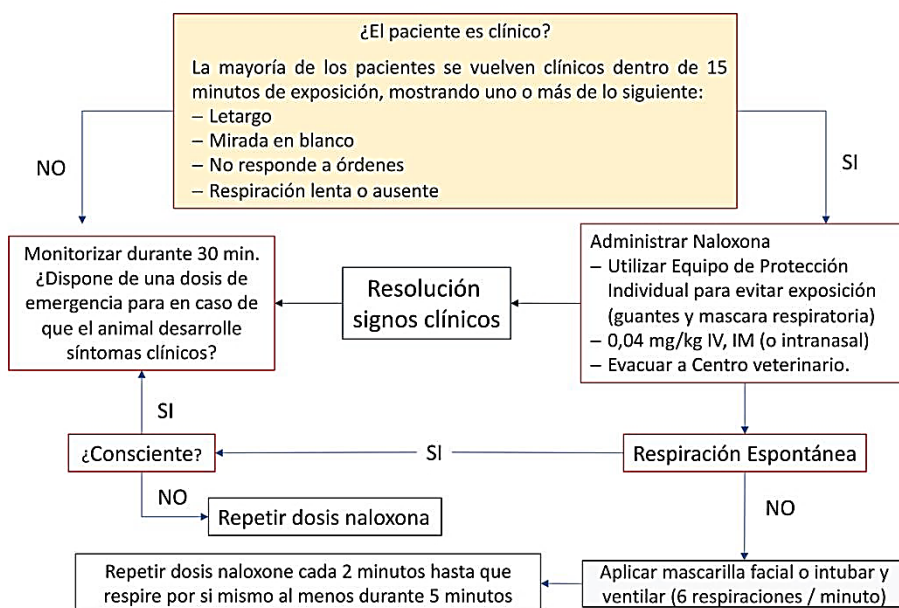 ¿El paciente es clínico?
La mayoría de los pacientes se vuelven clínicos dentro de 15
minutos de exposición, mostrando uno o más de lo siguiente:
– Letargo
– Mirada en blanco
– No responde a órdenes
– Respiración lenta o ausente
NO
SI
Monitorizar durante 30 min.
¿Dispone de una dosis de
emergencia para en caso de
que el animal desarrolle
síntomas clínicos?
Resolución
signos clínicos
Administrar Naloxona
– Utilizar Equipo de Protección
Individual para evitar exposición
(guantes y mascara respiratoria)
– 0,04 mg/kg IV, IM (o intranasal)
– Evacuar a Centro veterinario.
SI
¿Consciente?
SI
Respiración Espontánea
NO
Repetir dosis naloxona
NO
Repetir dosis naloxone cada 2 minutos hasta que
respire por si mismo al menos durante 5 minutos
Aplicar mascarilla facial o intubar y
ventilar (6 respiraciones / minuto)